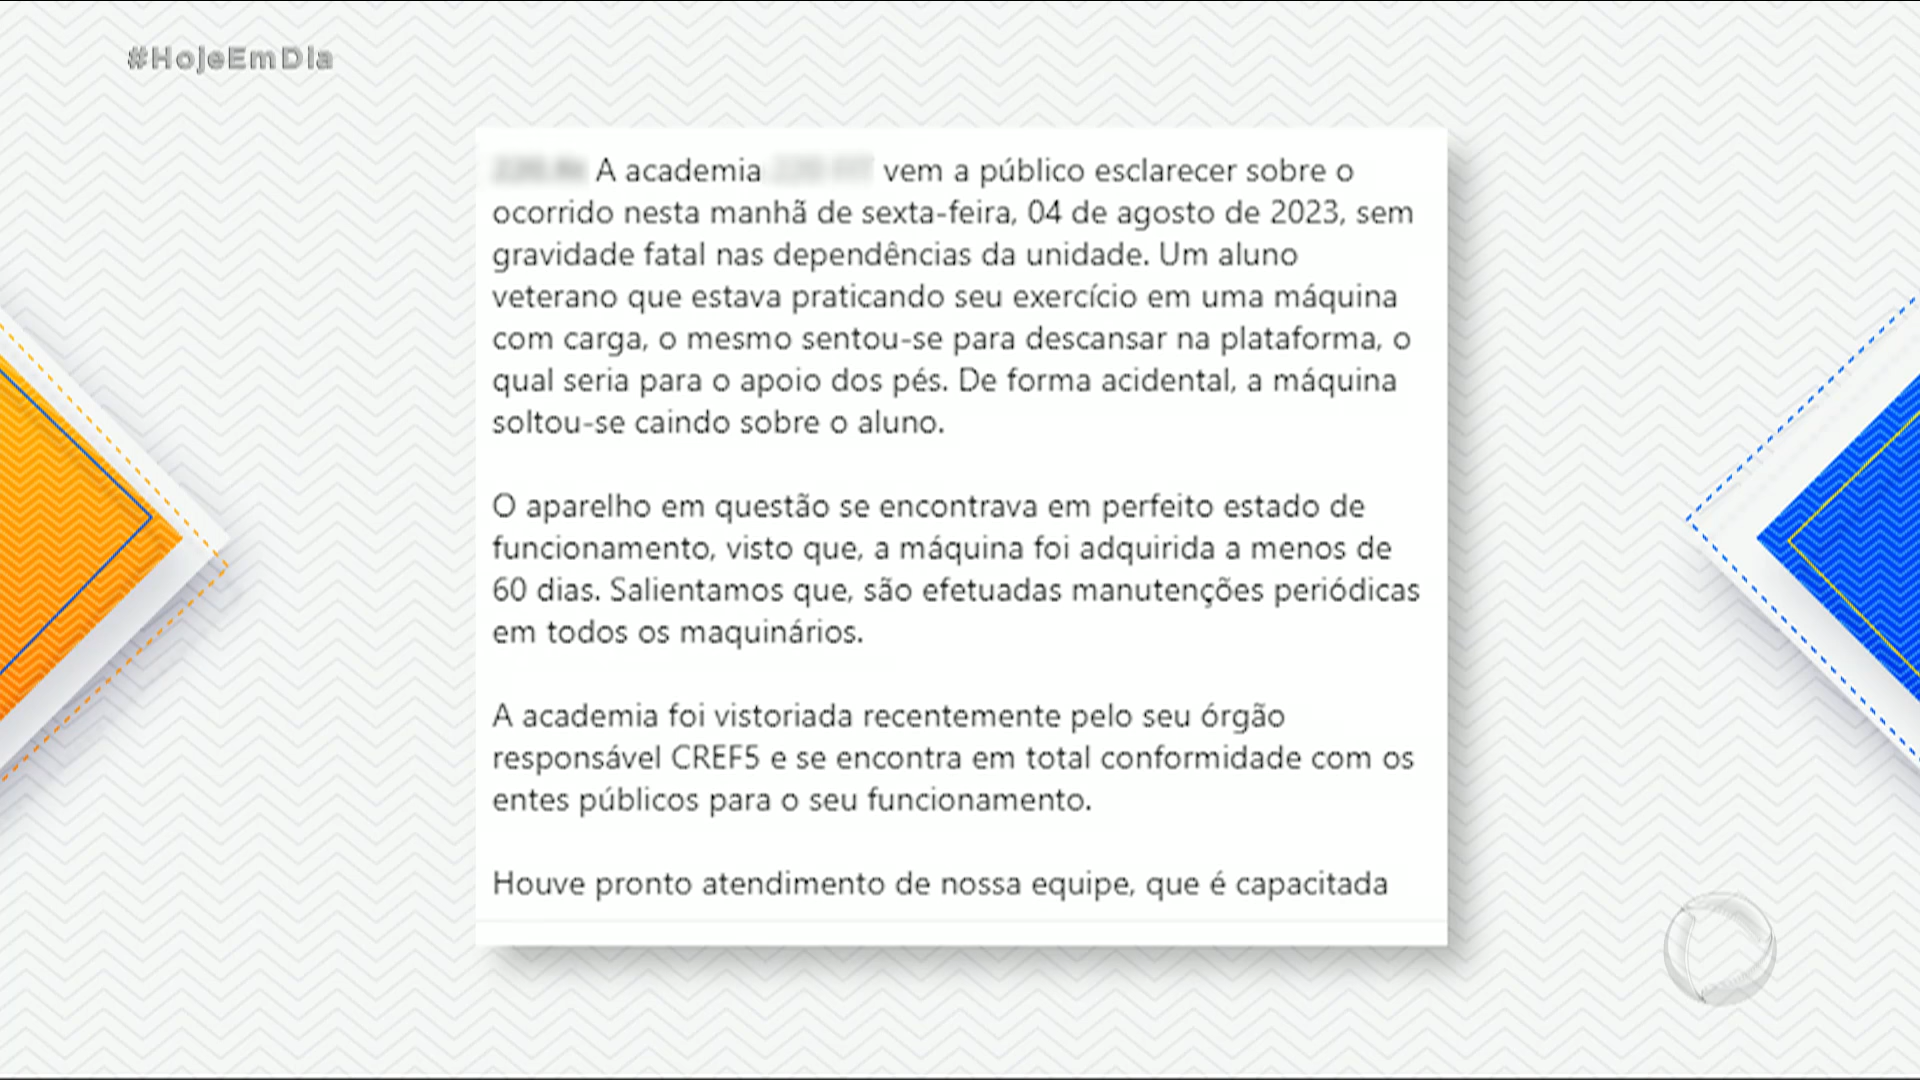 #HojeEmDia
A academia vem a público esclarecer sobre o
ocorrido nesta manhã de sexta-feira, 04 de agosto de 2023, sem
gravidade fatal nas dependências da unidade. Um aluno
veterano que estava praticando seu exercício em uma máquina
com carga, o mesmo sentou-se para descansar na plataforma, o
qual seria para o apoio dos pés. De forma acidental, a máquina
soltou-se caindo sobre o aluno.
O aparelho em questão se encontrava em perfeito estado de
funcionamento, visto que, a máquina foi adquirida a menos de
60 dias. Salientamos que, são efetuadas manutenções periódicas
em todos os maquinários.
A academia foi vistoriada recentemente pelo seu órgão
responsável CREF5 e se encontra em total conformidade com os
entes públicos para o seu funcionamento.
Houve pronto atendimento de nossa equipe, que é capacitada